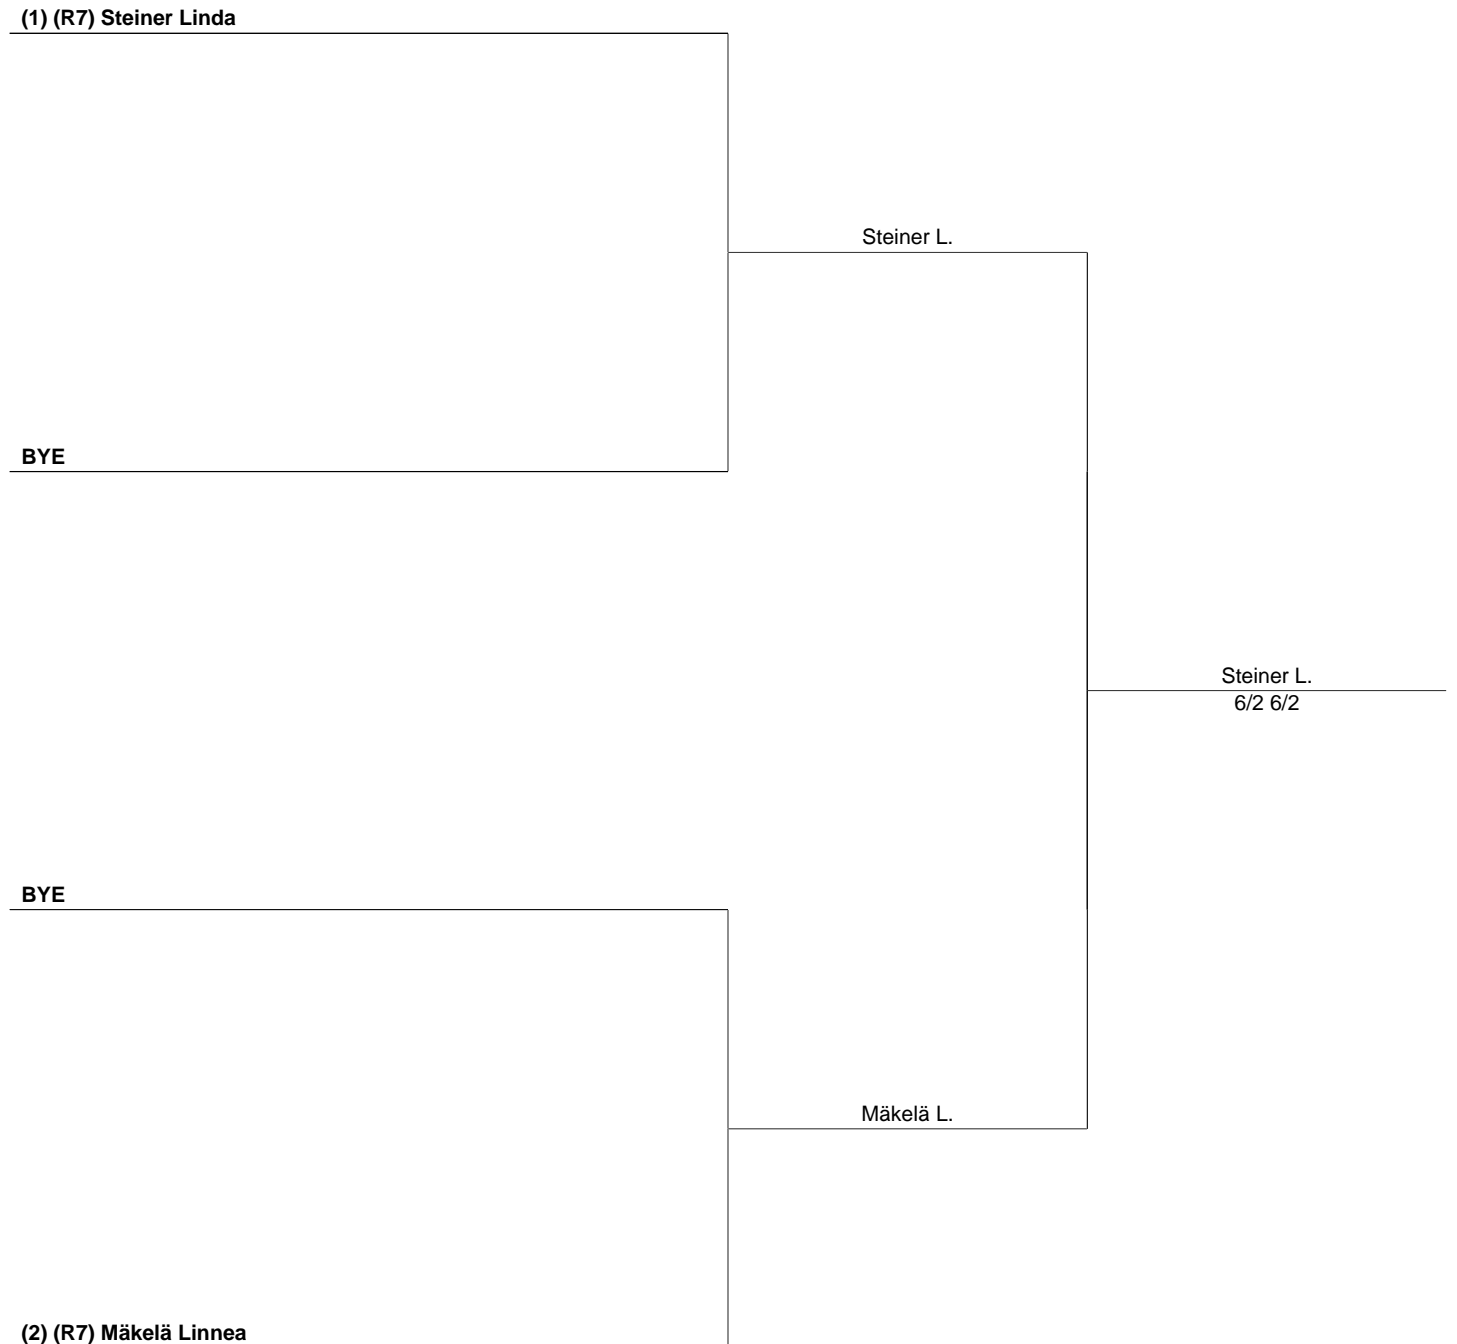 (1) (R7) Steiner Linda
Steiner L.
BYE
Steiner L.
6/2 6/2
BYE
Mäkelä L.
(2) (R7) Mäkelä Linnea